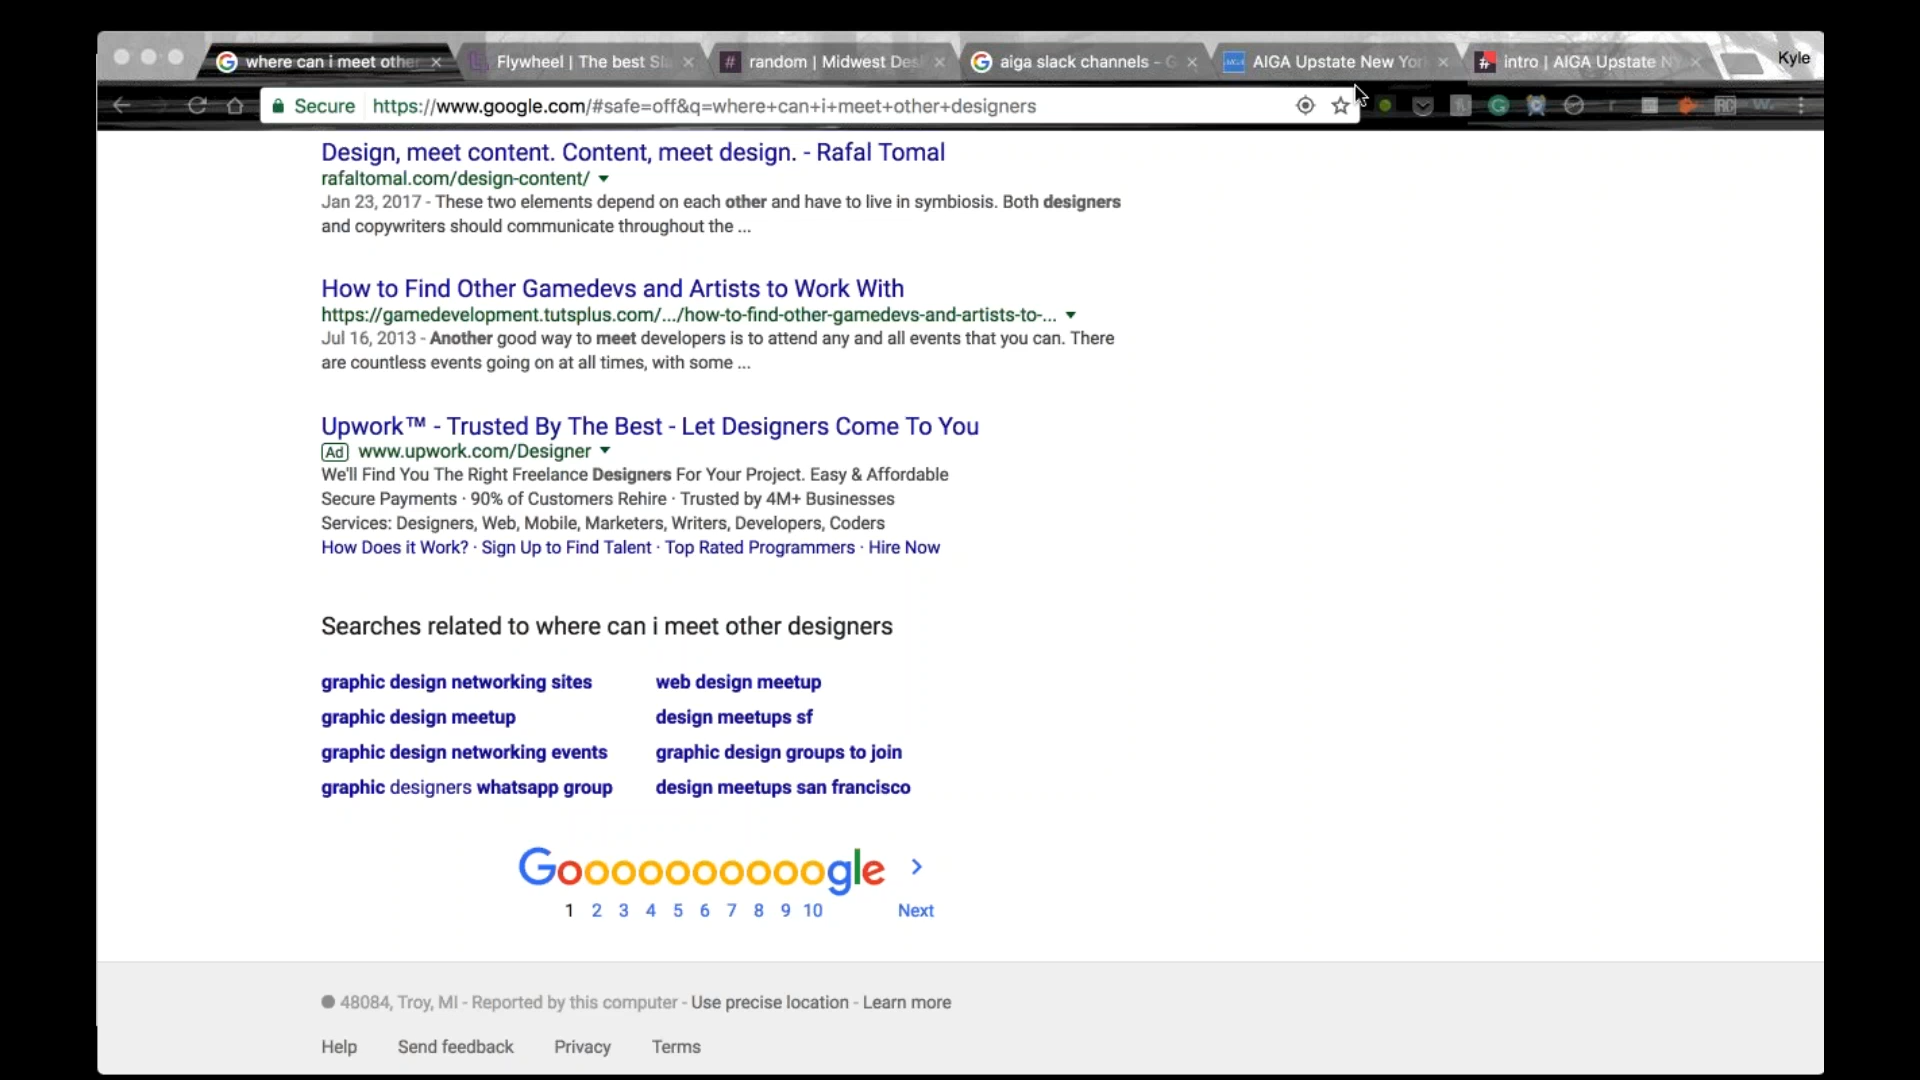 where can i meet other
Flywheel | The best Sla
random | Midwest Desi
aiga slack channels - G
AIGA Upstate New Yor
intro | AIGA Upstate N
Kyle
Secure https://www.google.com/#safe=off&q=where+can+i+meet+other+designers
Design, meet content. Content, meet design. - Rafal Tomal
rafaltomal.com/design-content/
Jan 23, 2017 - These two elements depend on each other and have to live in symbiosis. Both designers
and copywriters should communicate throughout the ...
How to Find Other Gamedevs and Artists to Work With
https://gamedevelopment.tutsplus.com/.../how-to-find-other-gamedevs-and-artists-to-...
Jul 16, 2013 - Another good way to meet developers is to attend any and all events that you can. There
are countless events going on at all times, with some ...
Upwork™ - Trusted By The Best - Let Designers Come To You
Ad www.upwork.com/Designer
We'll Find You The Right Freelance Designers For Your Project. Easy & Affordable
Secure Payments · 90% of Customers Rehire · Trusted by 4M+ Businesses
Services: Designers, Web, Mobile, Marketers, Writers, Developers, Coders
How Does it Work? · Sign Up to Find Talent · Top Rated Programmers · Hire Now
Searches related to where can i meet other designers
graphic design networking sites
web design meetup
graphic design meetup
design meetups sf
graphic design networking events
graphic design groups to join
graphic designers whatsapp group
design meetups san francisco
Goooooooooogle
1 2 3 4 5 6 7 8 9 10 Next
48084, Troy, MI - Reported by this computer - Use precise location - Learn more
Help Send feedback Privacy Terms